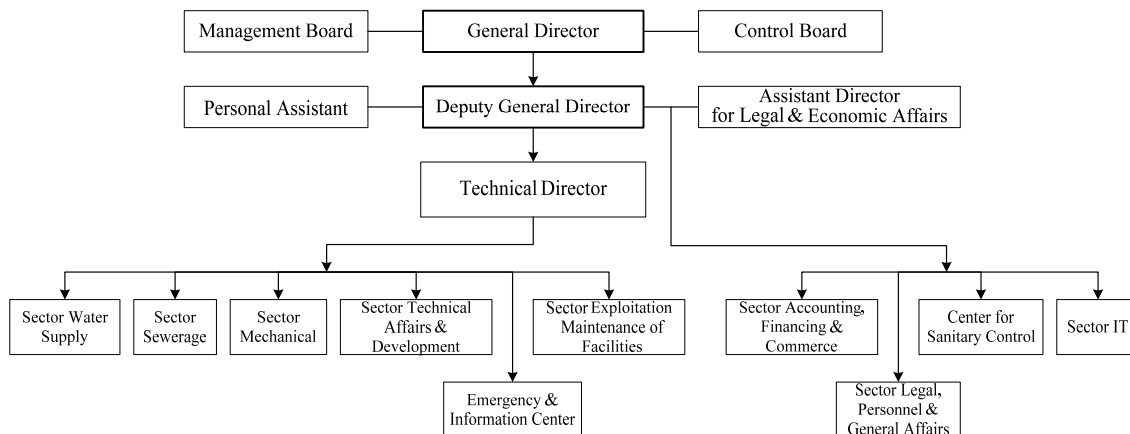 Management Board
General Director
Control Board
Personal Assistant
Deputy General Director
Assistant Director
for Legal & Economic Affairs
Technical Director
Sector Water
Supply
Sector
Sewerage
Sector
Mechanical
Sector Technical
Affairs &
Development
Sector Exploitation
Maintenance of
Facilities
Sector Accounting,
Financing &
Commerce
Center for
Sanitary Control
Sector IT
Emergency &
Information Center
Sector Legal,
Personnel &
General Affairs